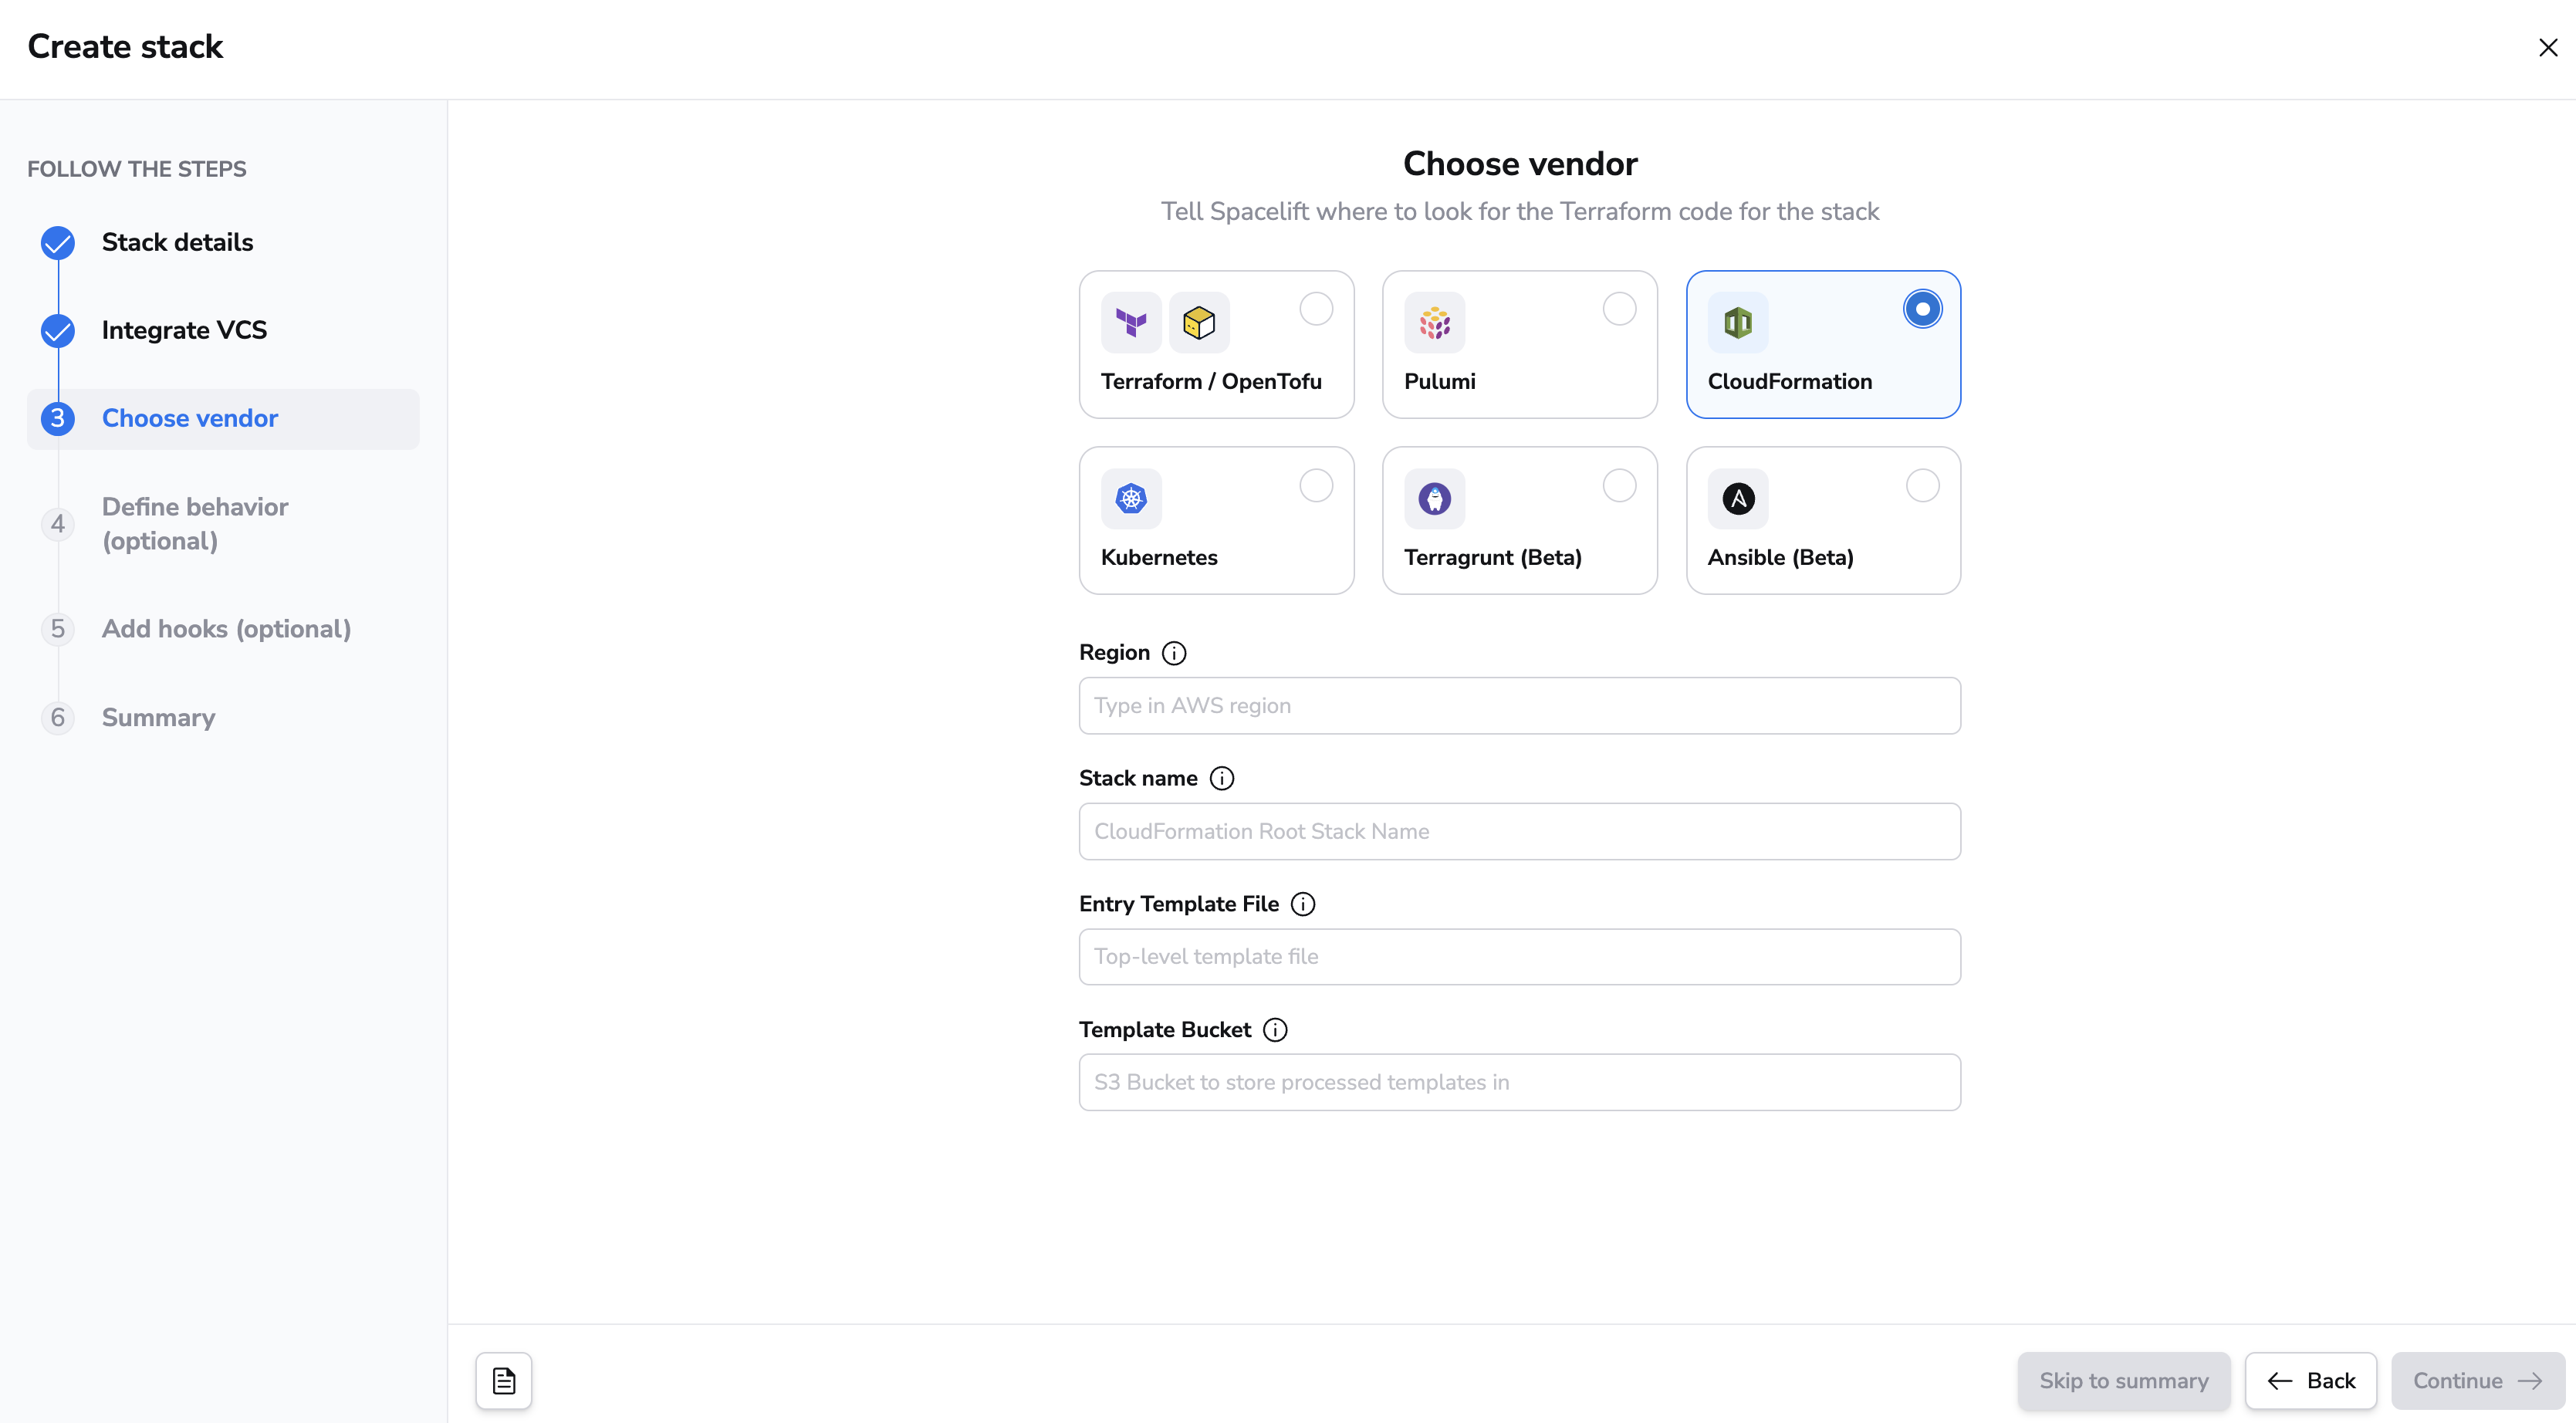 Create stack
FOLLOW THE STEPS
Stack details
Integrate VCS
3 Choose vendor
4 Define behavior
(optional)
5 Add hooks (optional)
6 Summary
Choose vendor
Tell Spacelift where to look for the Terraform code for the stack
Terraform / OpenTofu
Pulumi
CloudFormation
Kubernetes
Terragrunt (Beta)
Ansible (Beta)
Region
Type in AWS region
Stack name
CloudFormation Root Stack Name
Entry Template File
Top-level template file
Template Bucket
S3 Bucket to store processed templates in
Skip to summary
Back
Continue